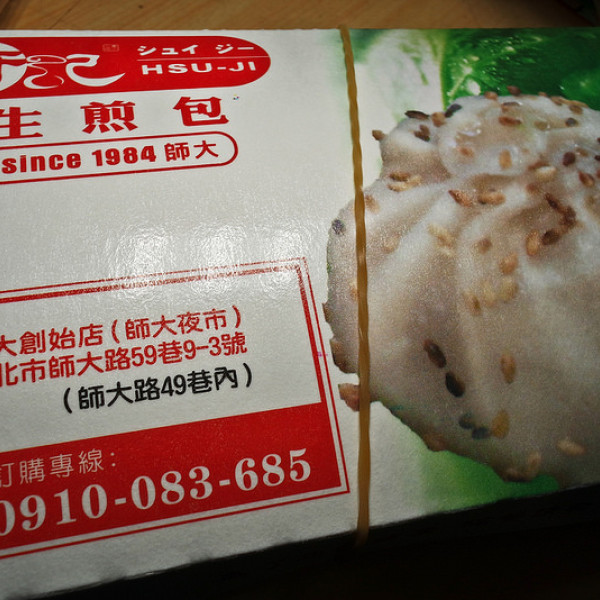 記 シュイ ジー
HSU-JI
生煎包
since 1984 師大
大創始店(師大夜市)
北市師大路59巷9-3號
(師大路49巷內)
訂購專線:
0910-083-685